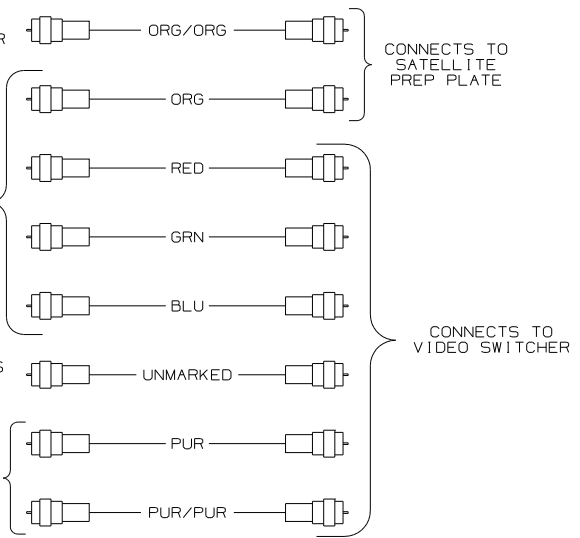 R
ORG/ORG
CONNECTS TO
SATELLITE
PREP PLATE
ORG
RED
GRN
BLU
CONNECTS TO
VIDEO SWITCHER
S
UNMARKED
PUR
PUR/PUR